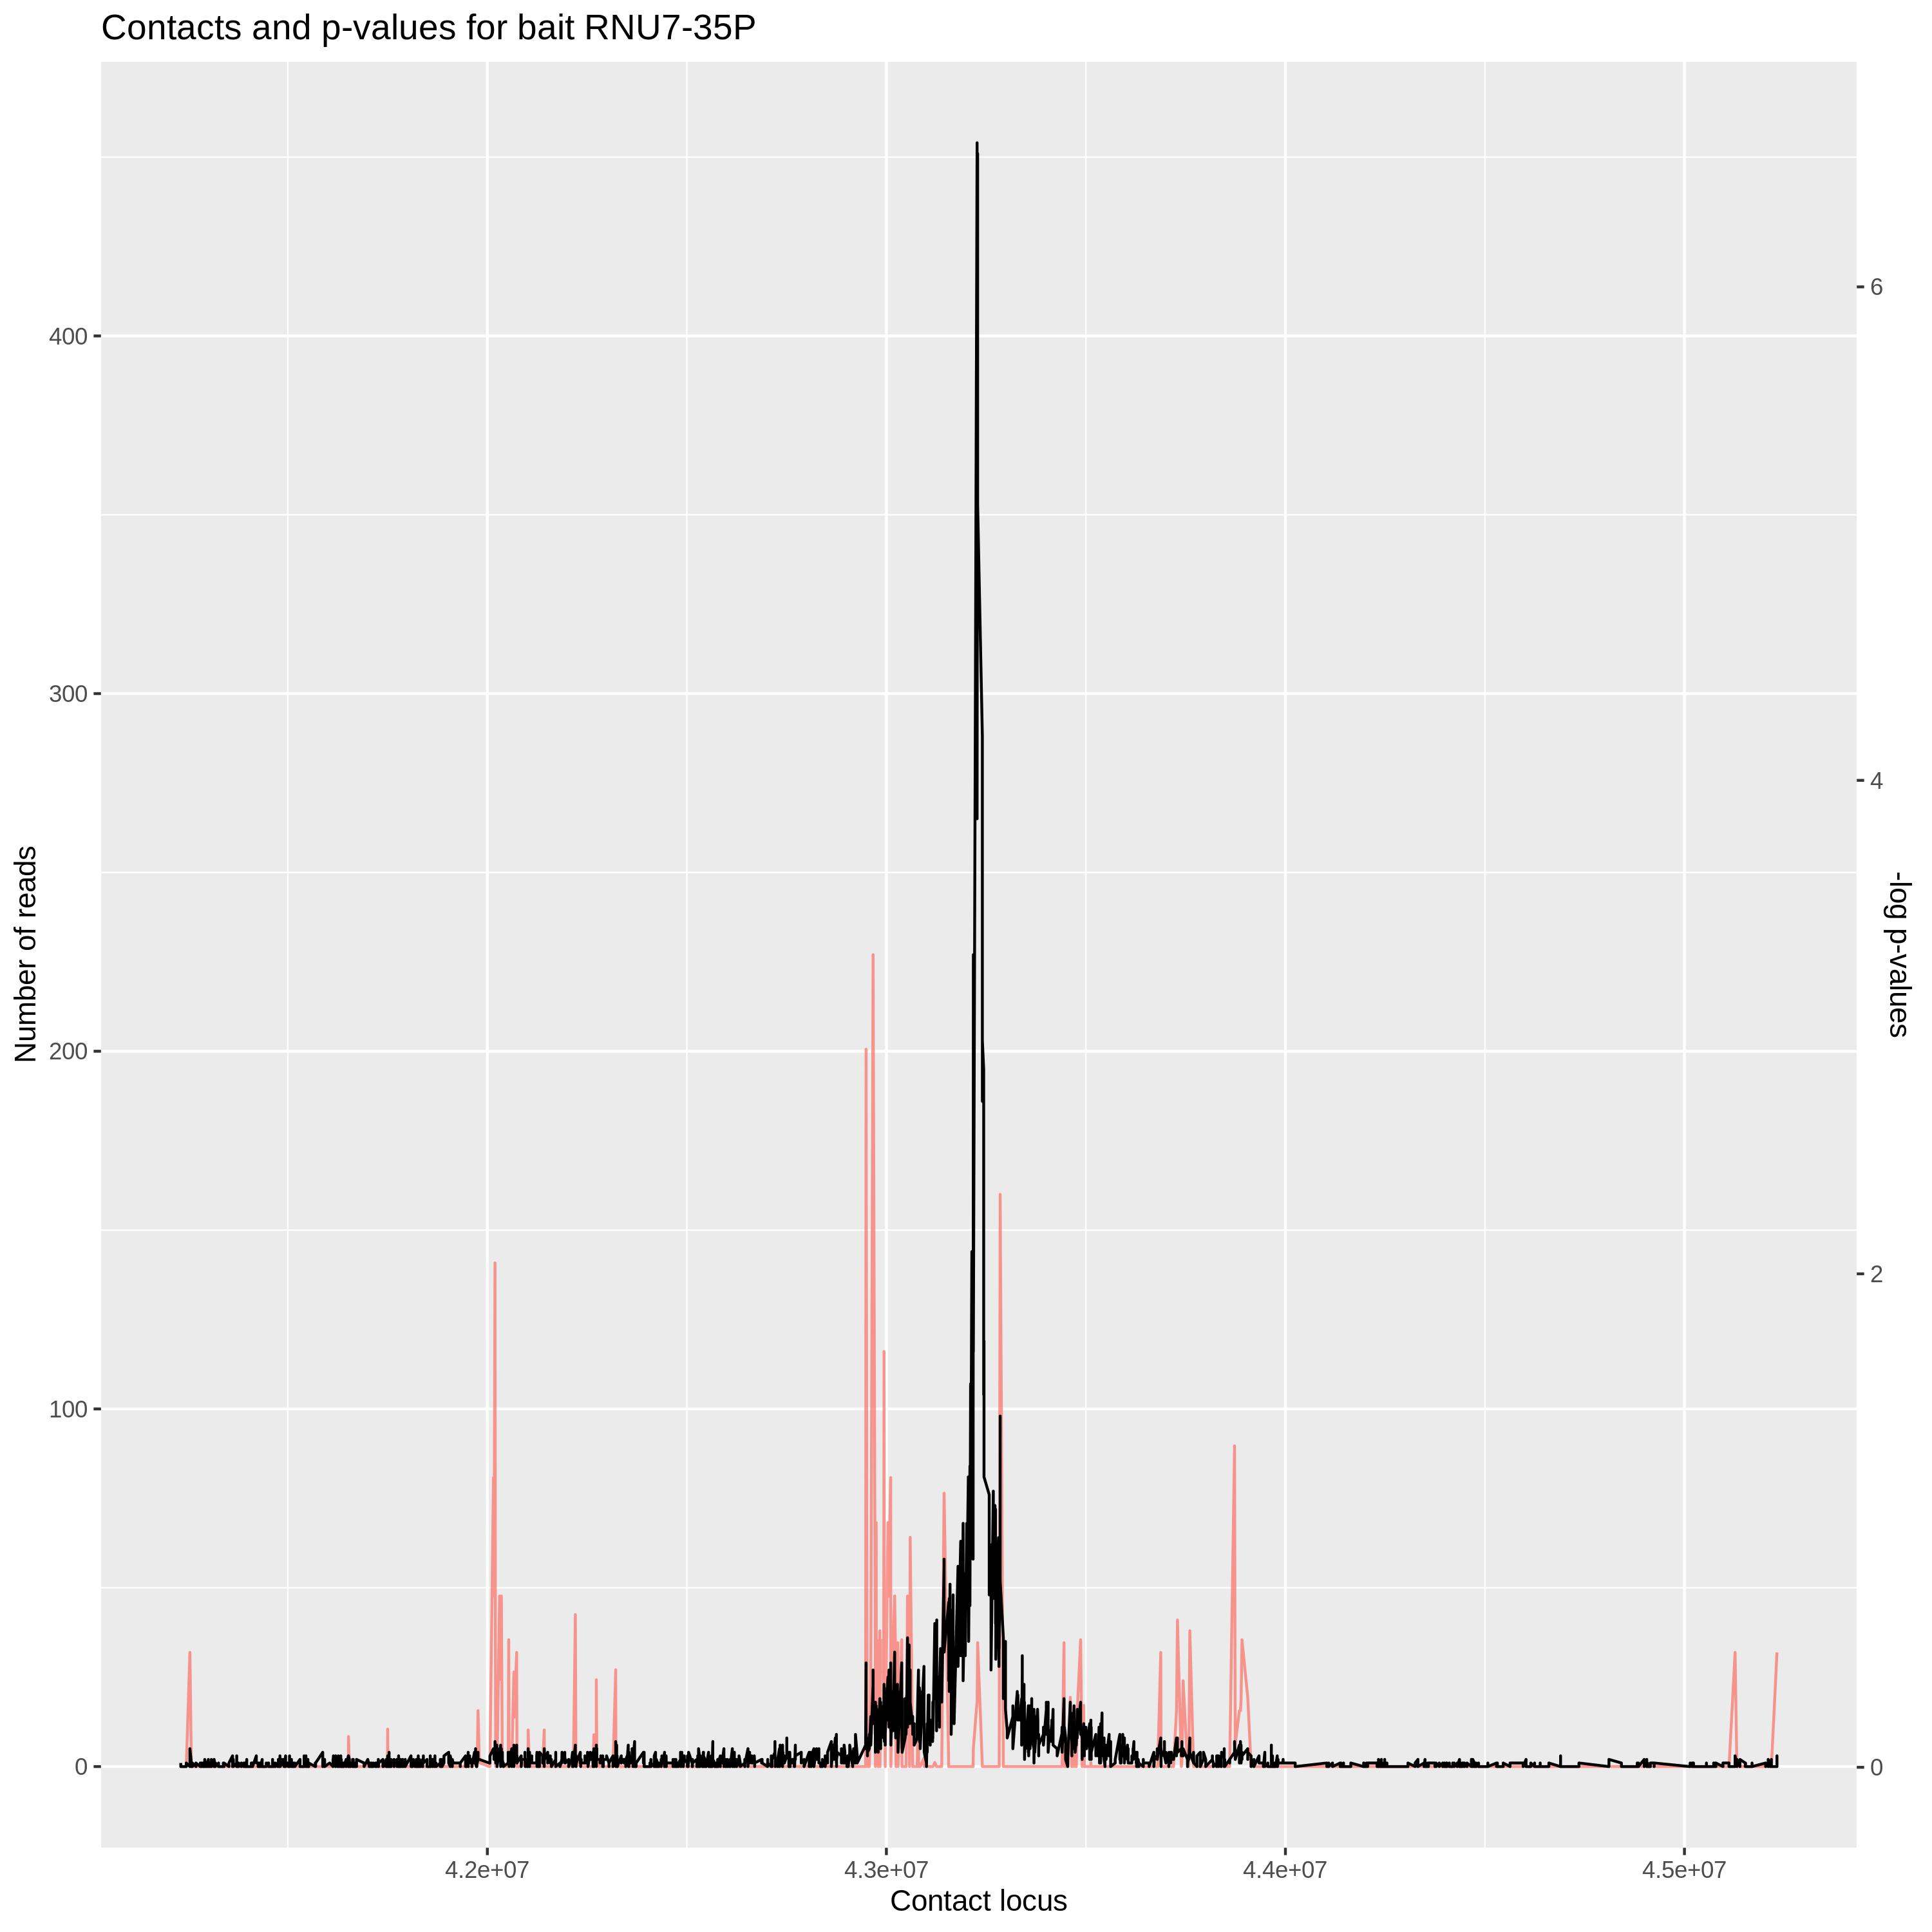 Contacts and p-values for bait RNU7-35P
Number of reads
400
300
200
100
0
6
4
2
0
-log p-values
4.2e+07
4.3e+07
4.4e+07
4.5e+07
Contact locus